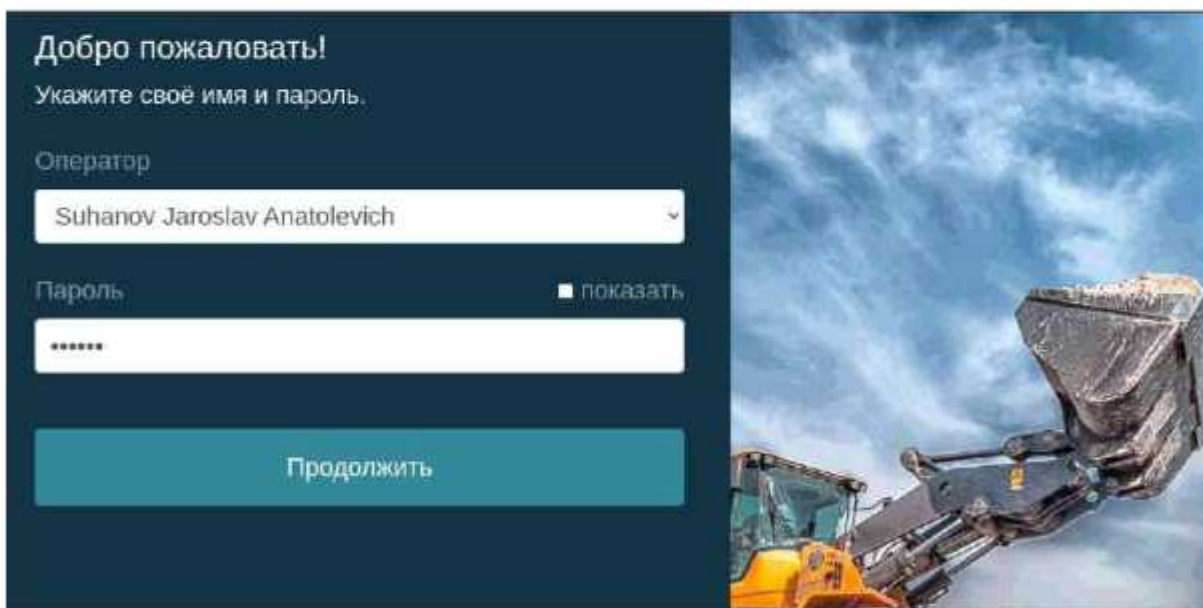 Добро пожаловать!
Укажите своё имя и пароль.
Оператор
Suhanov Jaroslav Anatolevich
Пароль
показать
••••••
Продолжить